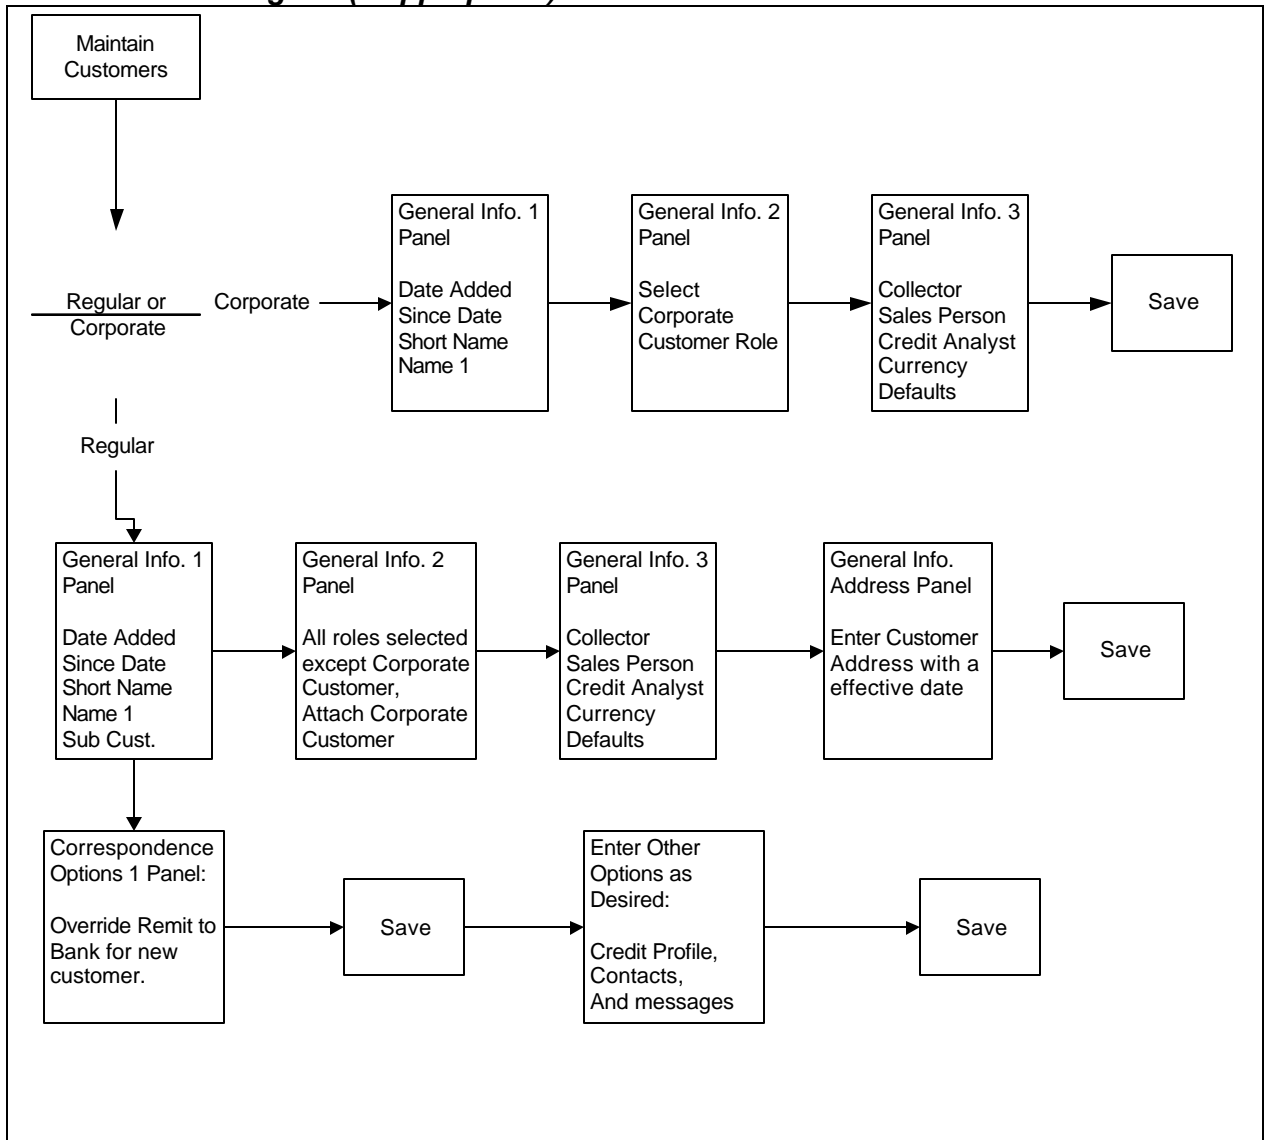 Maintain
Customers
Regular or
Corporate
Corporate
General Info. 1
Panel
Date Added
Since Date
Short Name
Name 1
General Info. 2
Panel
Select
Corporate
Customer Role
General Info. 3
Panel
Collector
Sales Person
Credit Analyst
Currency
Defaults
Save
Regular
General Info. 1
Panel
Date Added
Since Date
Short Name
Name 1
Sub Cust.
General Info. 2
Panel
All roles selected
except Corporate
Customer,
Attach Corporate
Customer
General Info. 3
Panel
Collector
Sales Person
Credit Analyst
Currency
Defaults
General Info.
Address Panel
Enter Customer
Address with a
effective date
Save
Correspondence
Options 1 Panel:
Override Remit to
Bank for new
customer.
Save
Enter Other
Options as
Desired:
Credit Profile,
Contacts,
And messages
Save